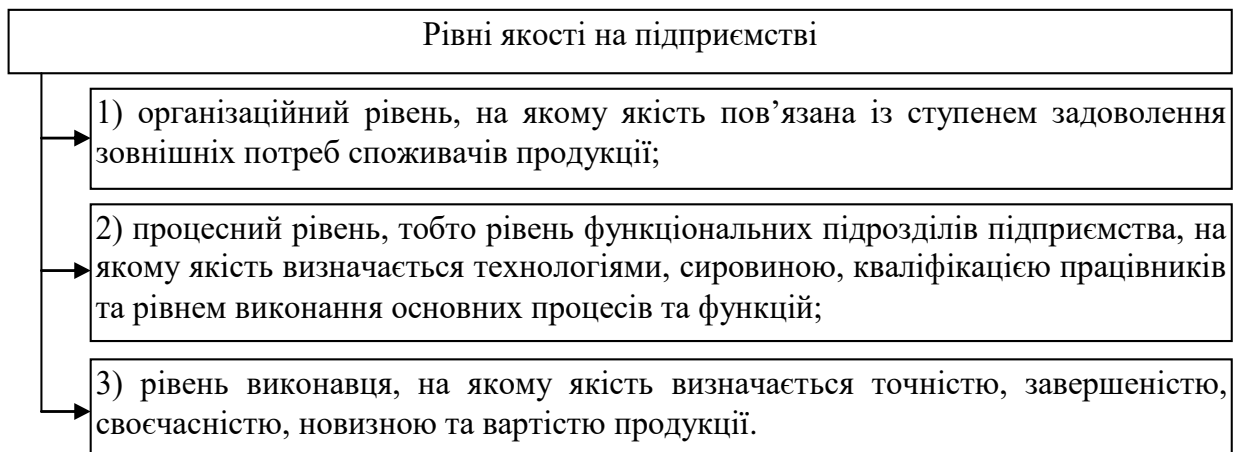 Рівні якості на підприємстві
1) організаційний рівень, на якому якість пов’язана із ступенем задоволення
зовнішніх потреб споживачів продукції;
2) процесний рівень, тобто рівень функціональних підрозділів підприємства, на
якому якість визначається технологіями, сировиною, кваліфікацією працівників
та рівнем виконання основних процесів та функцій;
3) рівень виконавця, на якому якість визначається точністю, завершеністю,
своєчасністю, новизною та вартістю продукції.